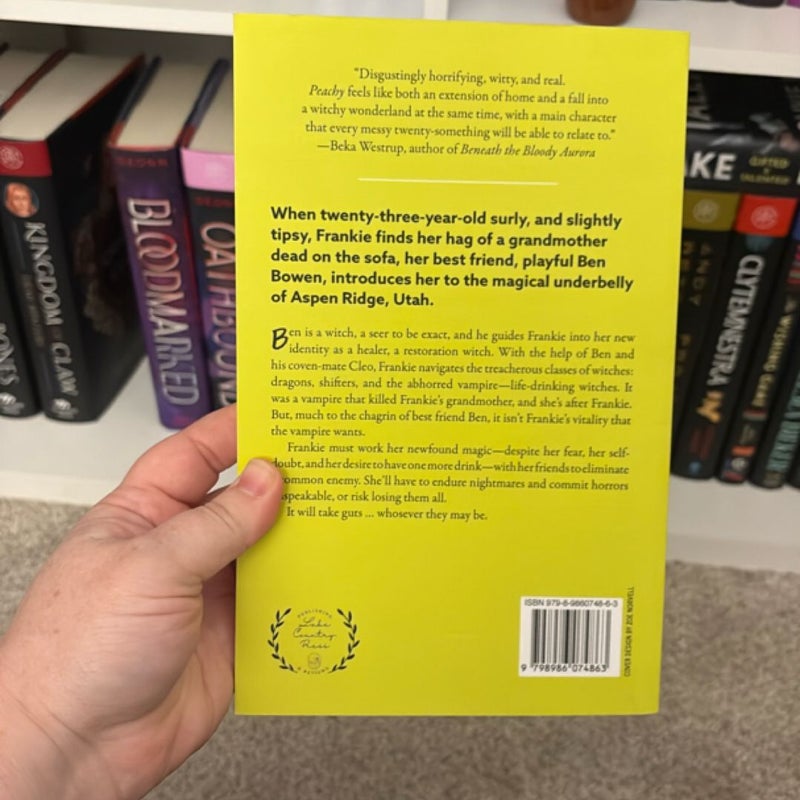 "Disgustingly horrifying, witty, and real.
Peachy feels like both an extension of home and a fall into
a witchy wonderland at the same time, with a main character
that every messy twenty-something will be able to relate to."
—Beka Westrup, author of Beneath the Bloody Aurora
When twenty-three-year-old surly, and slightly
tipsy, Frankie finds her hag of a grandmother
dead on the sofa, her best friend, playful Ben
Bowen, introduces her to the magical underbelly
of Aspen Ridge, Utah.
Ben is a witch, a seer to be exact, and he guides Frankie into her new
identity as a healer, a restoration witch. With the help of Ben and
his coven-mate Cleo, Frankie navigates the treacherous classes of witches:
dragons, shifters, and the abhorred vampire—life-drinking witches. It
was a vampire that killed Frankie's grandmother, and she's after Frankie.
But, much to the chagrin of best friend Ben, it isn't Frankie's vitality that
the vampire wants.
Frankie must work her newfound magic—despite her fear, her self-
doubt, and her desire to have one more drink—with her friends to eliminate
common enemy. She'll have to endure nightmares and commit horrors
speakable, or risk losing them all.
It will take guts ... whosever they may be.
PUBLISHING
Lake
Country
Press
& REVIEWS
ISBN 979-8-9860748-6-3
9 798986 074863
KINGDOM
CLAW
BONES
BLOODMARKED
OATHBOUND
AKE
GIFTED
&
TALENTED
CLYTEMNESTRA